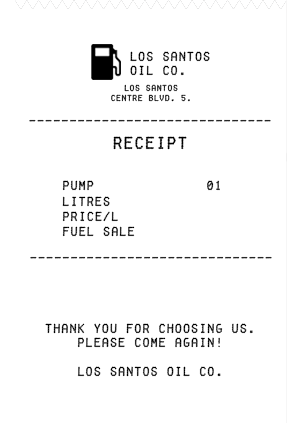 LOS SANTOS
OIL CO.
LOS SANTOS
CENTRE BLVD. 5.
RECEIPT
PUMP 01
LITRES
PRICE/L
FUEL SALE
THANK YOU FOR CHOOSING US.
PLEASE COME AGAIN!
LOS SANTOS OIL CO.